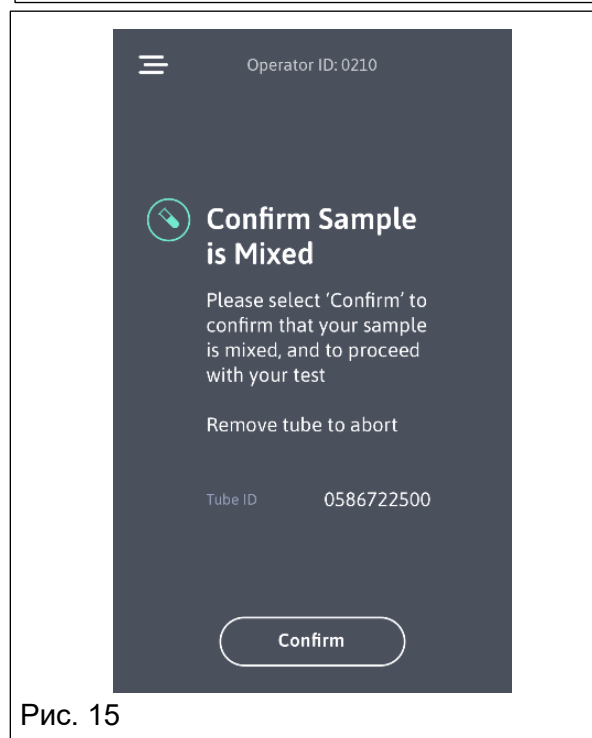 Operator ID: 0210
Confirm Sample
is Mixed
Please select ‘Confirm’ to
confirm that your sample
is mixed, and to proceed
with your test
Remove tube to abort
Tube ID 0586722500
Confirm
Рис. 15